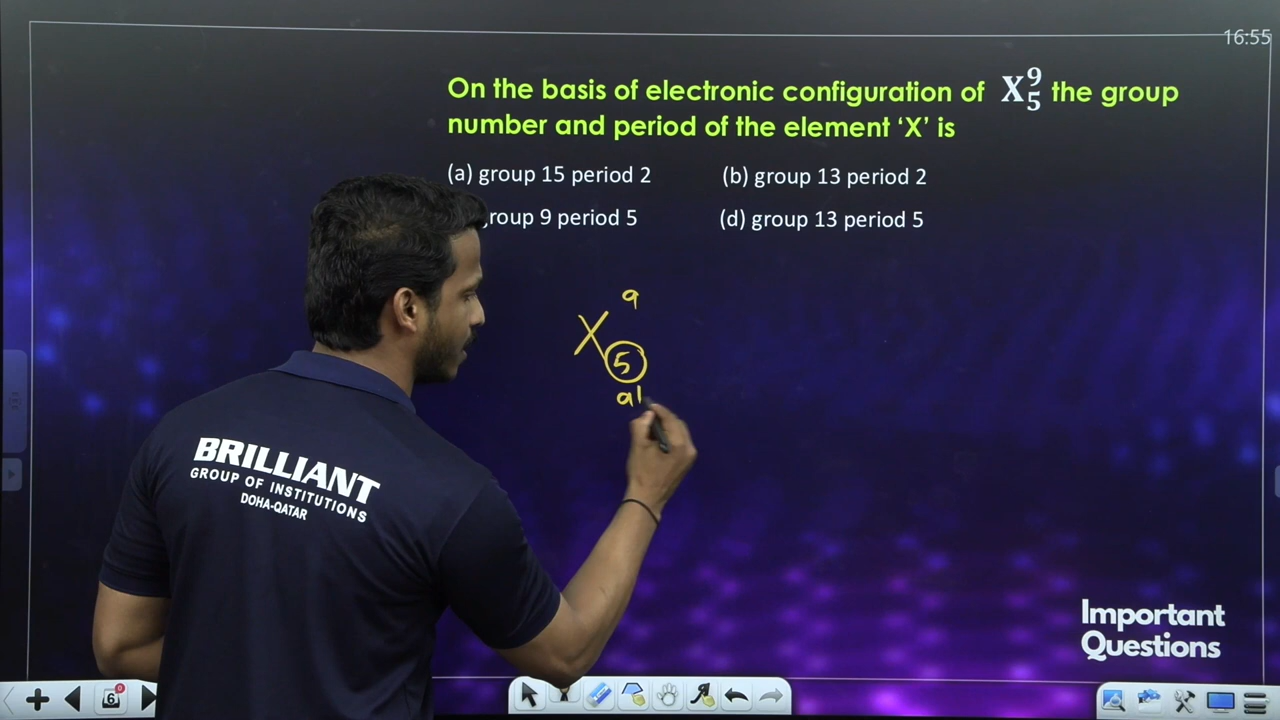 16:55
On the basis of electronic configuration of X⁹₅ the group
number and period of the element ‘X’ is
(a) group 15 period 2 (b) group 13 period 2
group 9 period 5 (d) group 13 period 5
X 9
5
a
BRILLIANT
GROUP OF INSTITUTIONS
DOHA-QATAR
Important
Questions
6